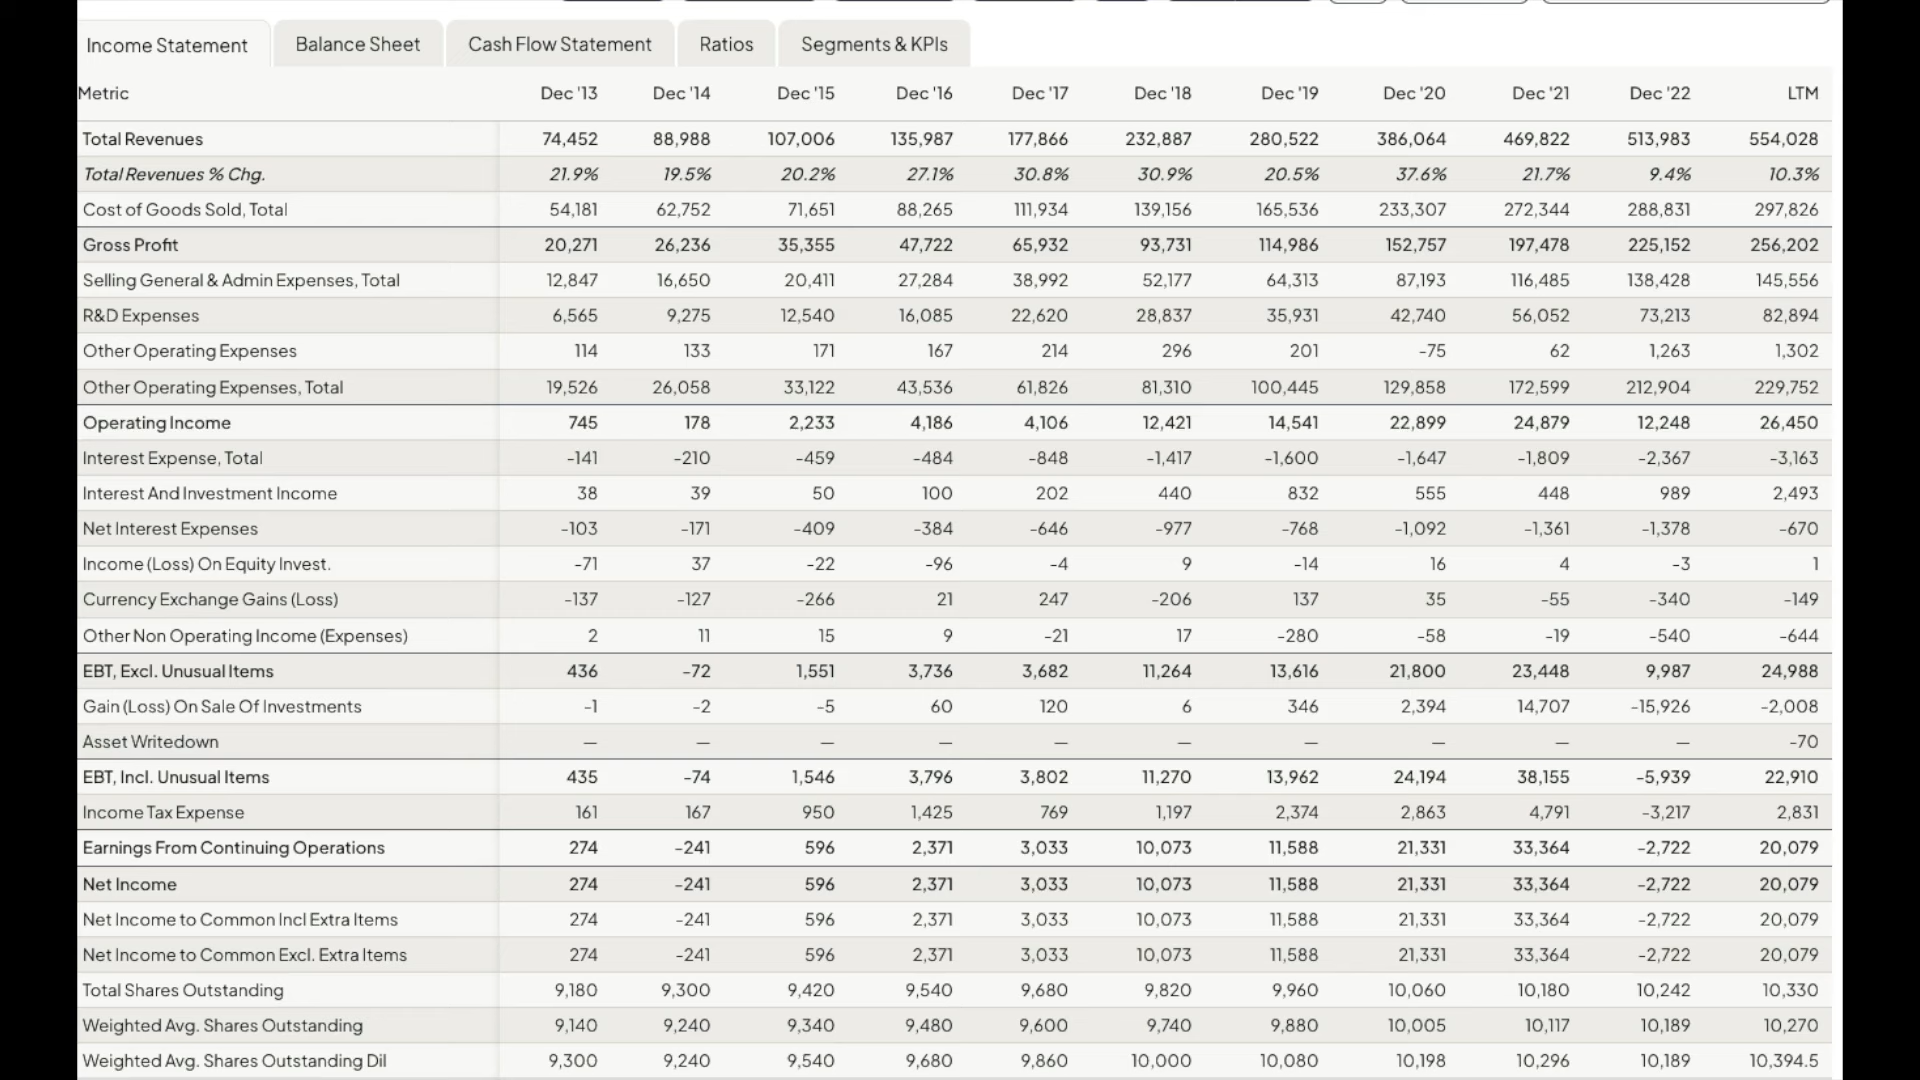 Income Statement Balance Sheet Cash Flow Statement Ratios Segments & KPIs
Metric Dec '13 Dec '14 Dec '15 Dec '16 Dec '17 Dec '18 Dec '19 Dec '20 Dec '21 Dec '22 LTM
Total Revenues 74,452 88,988 107,006 135,987 177,866 232,887 280,522 386,064 469,822 513,983 554,028
Total Revenues % Chg. 21.9% 19.5% 20.2% 27.1% 30.8% 30.9% 20.5% 37.6% 21.7% 9.4% 10.3%
Cost of Goods Sold, Total 54,181 62,752 71,651 88,265 111,934 139,156 165,536 233,307 272,344 288,831 297,826
Gross Profit 20,271 26,236 35,355 47,722 65,932 93,731 114,986 152,757 197,478 225,152 256,202
Selling General & Admin Expenses, Total 12,847 16,650 20,411 27,284 38,992 52,177 64,313 87,193 116,485 138,428 145,556
R&D Expenses 6,565 9,275 12,540 16,085 22,620 28,837 35,931 42,740 56,052 73,213 82,894
Other Operating Expenses 114 133 171 167 214 296 201 -75 62 1,263 1,302
Other Operating Expenses, Total 19,526 26,058 33,122 43,536 61,826 81,310 100,445 129,858 172,599 212,904 229,752
Operating Income 745 178 2,233 4,186 4,106 12,421 14,541 22,899 24,879 12,248 26,450
Interest Expense, Total -141 -210 -459 -484 -848 -1,417 -1,600 -1,647 -1,809 -2,367 -3,163
Interest And Investment Income 38 39 50 100 202 440 832 555 448 989 2,493
Net Interest Expenses -103 -171 -409 -384 -646 -977 -768 -1,092 -1,361 -1,378 -670
Income (Loss) On Equity Invest. -71 37 -22 -96 -4 9 -14 16 4 -3 1
Currency Exchange Gains (Loss) -137 -127 -266 21 247 -206 137 35 -55 -340 -149
Other Non Operating Income (Expenses) 2 11 15 9 -21 17 -280 -58 -19 -540 -644
EBT, Excl. Unusual Items 436 -72 1,551 3,736 3,682 11,264 13,616 21,800 23,448 9,987 24,988
Gain (Loss) On Sale Of Investments -1 -2 -5 60 120 6 346 2,394 14,707 -15,926 -2,008
Asset Writedown — — — — — — — — — — -70
EBT, Incl. Unusual Items 435 -74 1,546 3,796 3,802 11,270 13,962 24,194 38,155 -5,939 22,910
Income Tax Expense 161 167 950 1,425 769 1,197 2,374 2,863 4,791 -3,217 2,831
Earnings From Continuing Operations 274 -241 596 2,371 3,033 10,073 11,588 21,331 33,364 -2,722 20,079
Net Income 274 -241 596 2,371 3,033 10,073 11,588 21,331 33,364 -2,722 20,079
Net Income to Common Incl Extra Items 274 -241 596 2,371 3,033 10,073 11,588 21,331 33,364 -2,722 20,079
Net Income to Common Excl. Extra Items 274 -241 596 2,371 3,033 10,073 11,588 21,331 33,364 -2,722 20,079
Total Shares Outstanding 9,180 9,300 9,420 9,540 9,680 9,820 9,960 10,060 10,180 10,242 10,330
Weighted Avg. Shares Outstanding 9,140 9,240 9,340 9,480 9,600 9,740 9,880 10,005 10,117 10,189 10,270
Weighted Avg. Shares Outstanding Dil 9,300 9,240 9,540 9,680 9,860 10,000 10,080 10,198 10,296 10,189 10,394.5